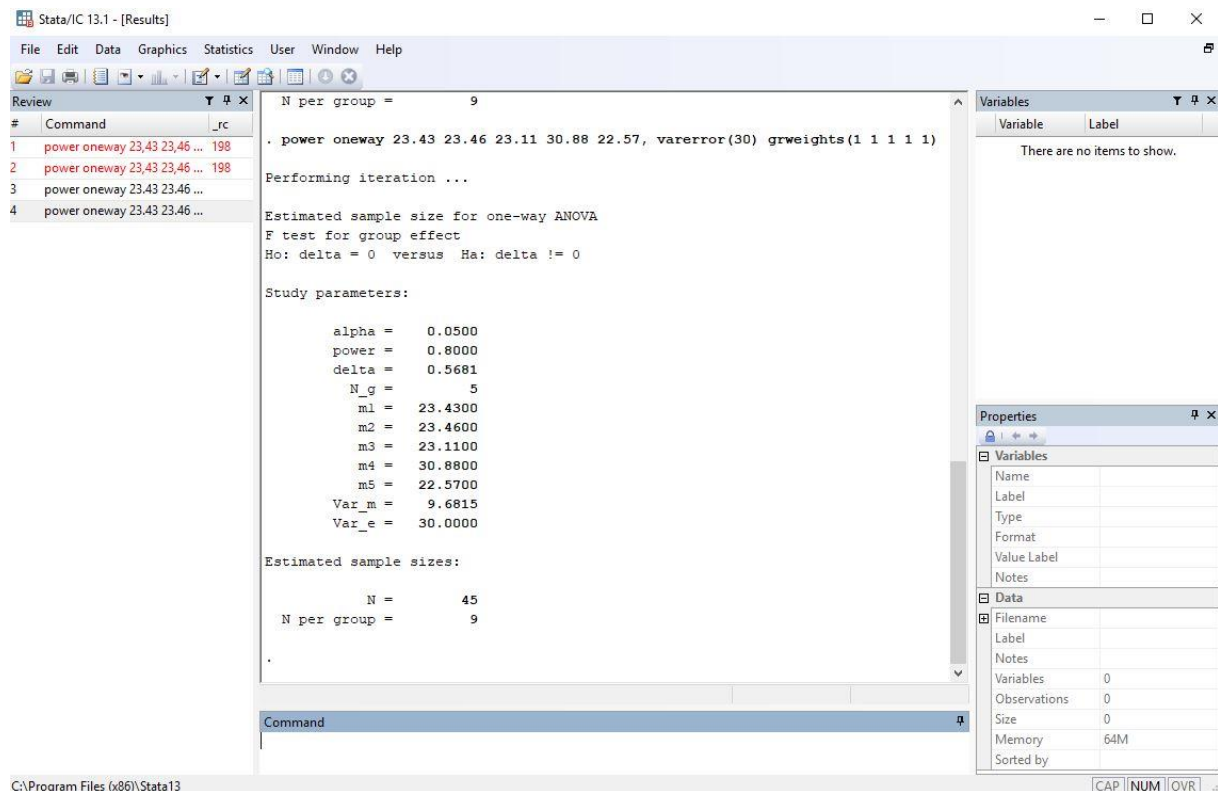 Stata/IC 13.1 - [Results]
File Edit Data Graphics Statistics User Window Help
Review
# Command _rc
1 power oneway 23,43 23,46 ... 198
2 power oneway 23,43 23,46 ... 198
3 power oneway 23.43 23.46 ...
4 power oneway 23.43 23.46 ...
N per group = 9
. power oneway 23.43 23.46 23.11 30.88 22.57, varerror(30) grweights(1 1 1 1 1)
Performing iteration ...
Estimated sample size for one-way ANOVA
F test for group effect
Ho: delta = 0 versus Ha: delta != 0
Study parameters:
alpha = 0.0500
power = 0.8000
delta = 0.5681
N_g = 5
m1 = 23.4300
m2 = 23.4600
m3 = 23.1100
m4 = 30.8800
m5 = 22.5700
Var_m = 9.6815
Var_e = 30.0000
Estimated sample sizes:
N = 45
N per group = 9
.
Command
Variables
Variable Label
There are no items to show.
Properties
Variables
Name
Label
Type
Format
Value Label
Notes
Data
Filename
Label
Notes
Variables 0
Observations 0
Size 0
Memory 64M
Sorted by
C:\Program Files (x86)\Stata13
CAP NUM OVR